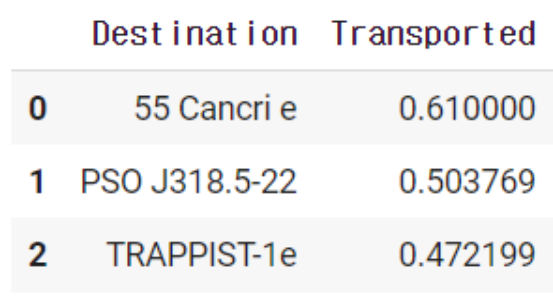 Destination Transported
0 55 Cancri e 0.610000
1 PSO J318.5-22 0.503769
2 TRAPPIST-1e 0.472199